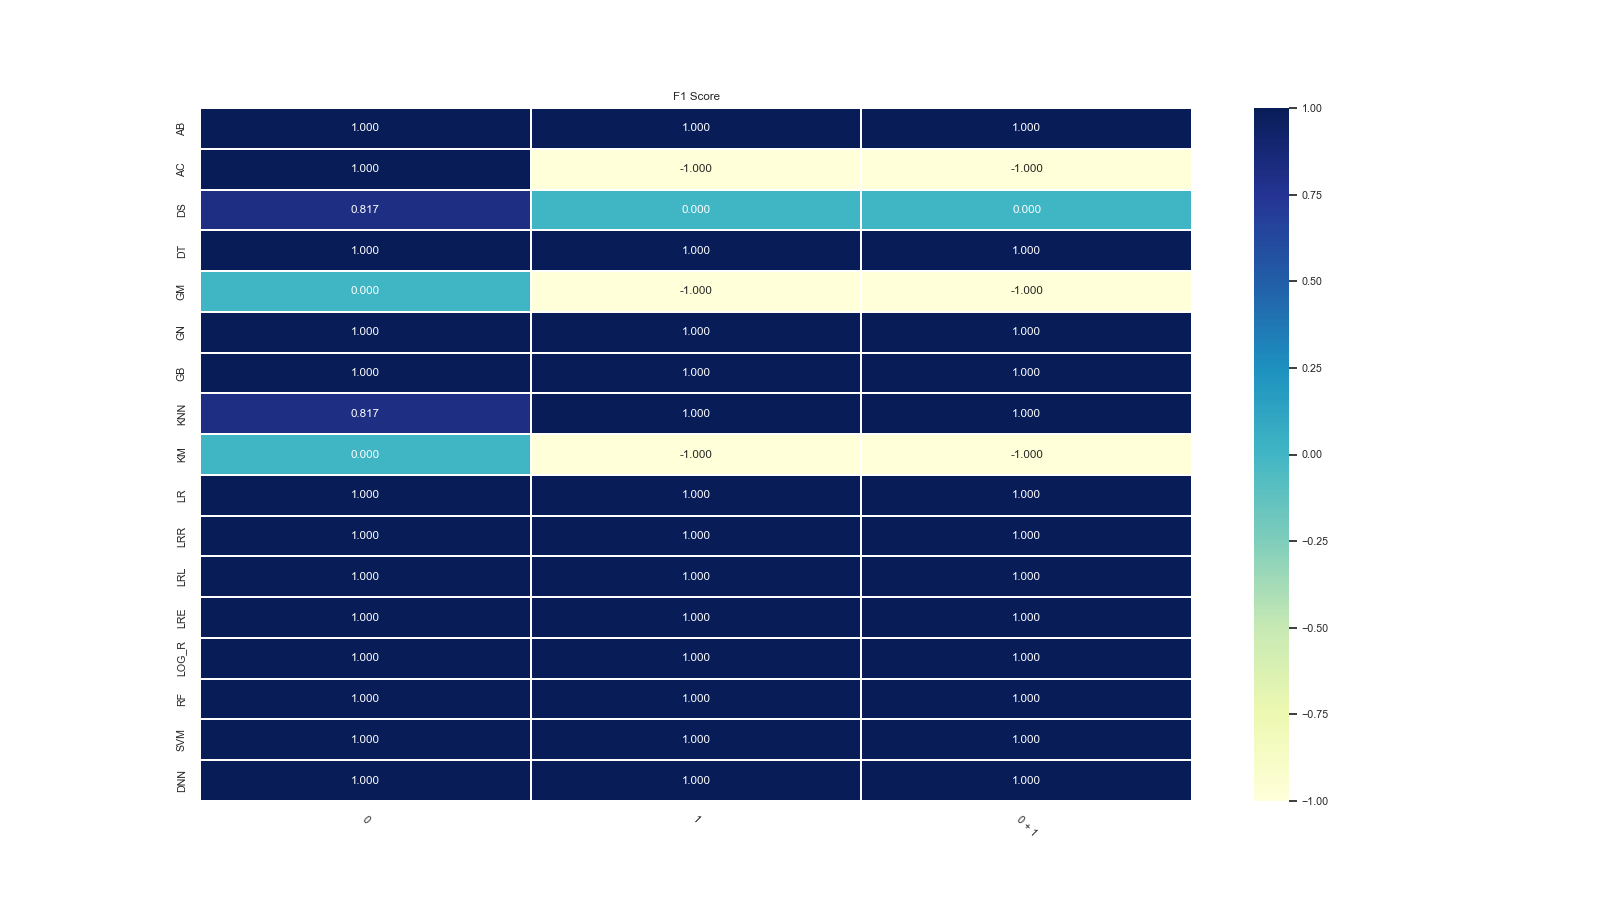 F1 Score
AB 1.000 1.000 1.000
AC 1.000 -1.000 -1.000
DS 0.817 0.000 0.000
DT 1.000 1.000 1.000
GM 0.000 -1.000 -1.000
GN 1.000 1.000 1.000
GB 1.000 1.000 1.000
KNN 0.817 1.000 1.000
KM 0.000 -1.000 -1.000
LR 1.000 1.000 1.000
LRR 1.000 1.000 1.000
LRL 1.000 1.000 1.000
LRE 1.000 1.000 1.000
LOG_R 1.000 1.000 1.000
RF 1.000 1.000 1.000
SVM 1.000 1.000 1.000
DNN 1.000 1.000 1.000
0 1 0 + 1
1.00
0.75
0.50
0.25
0.00
−0.25
−0.50
−0.75
−1.00